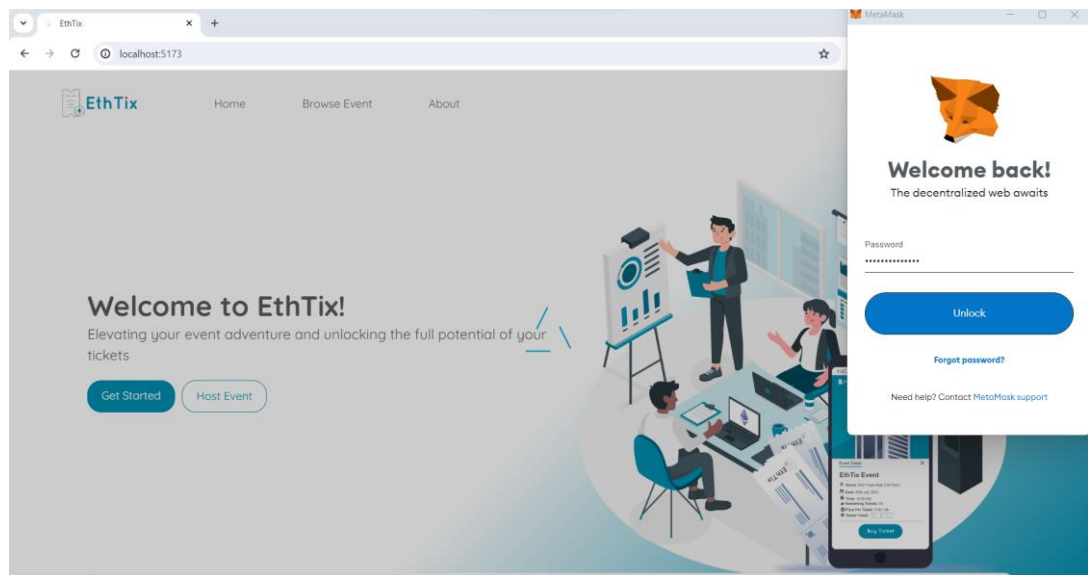 EthTix
MetaMask
localhost:5173
EthTix
Home
Browse Event
About
Welcome to EthTix!
Elevating your event adventure and unlocking the full potential of your
tickets
Get Started
Host Event
Welcome back!
The decentralized web awaits
Password
Unlock
Forgot password?
Need help? Contact MetaMask support
EthTix Event
Buy Ticket